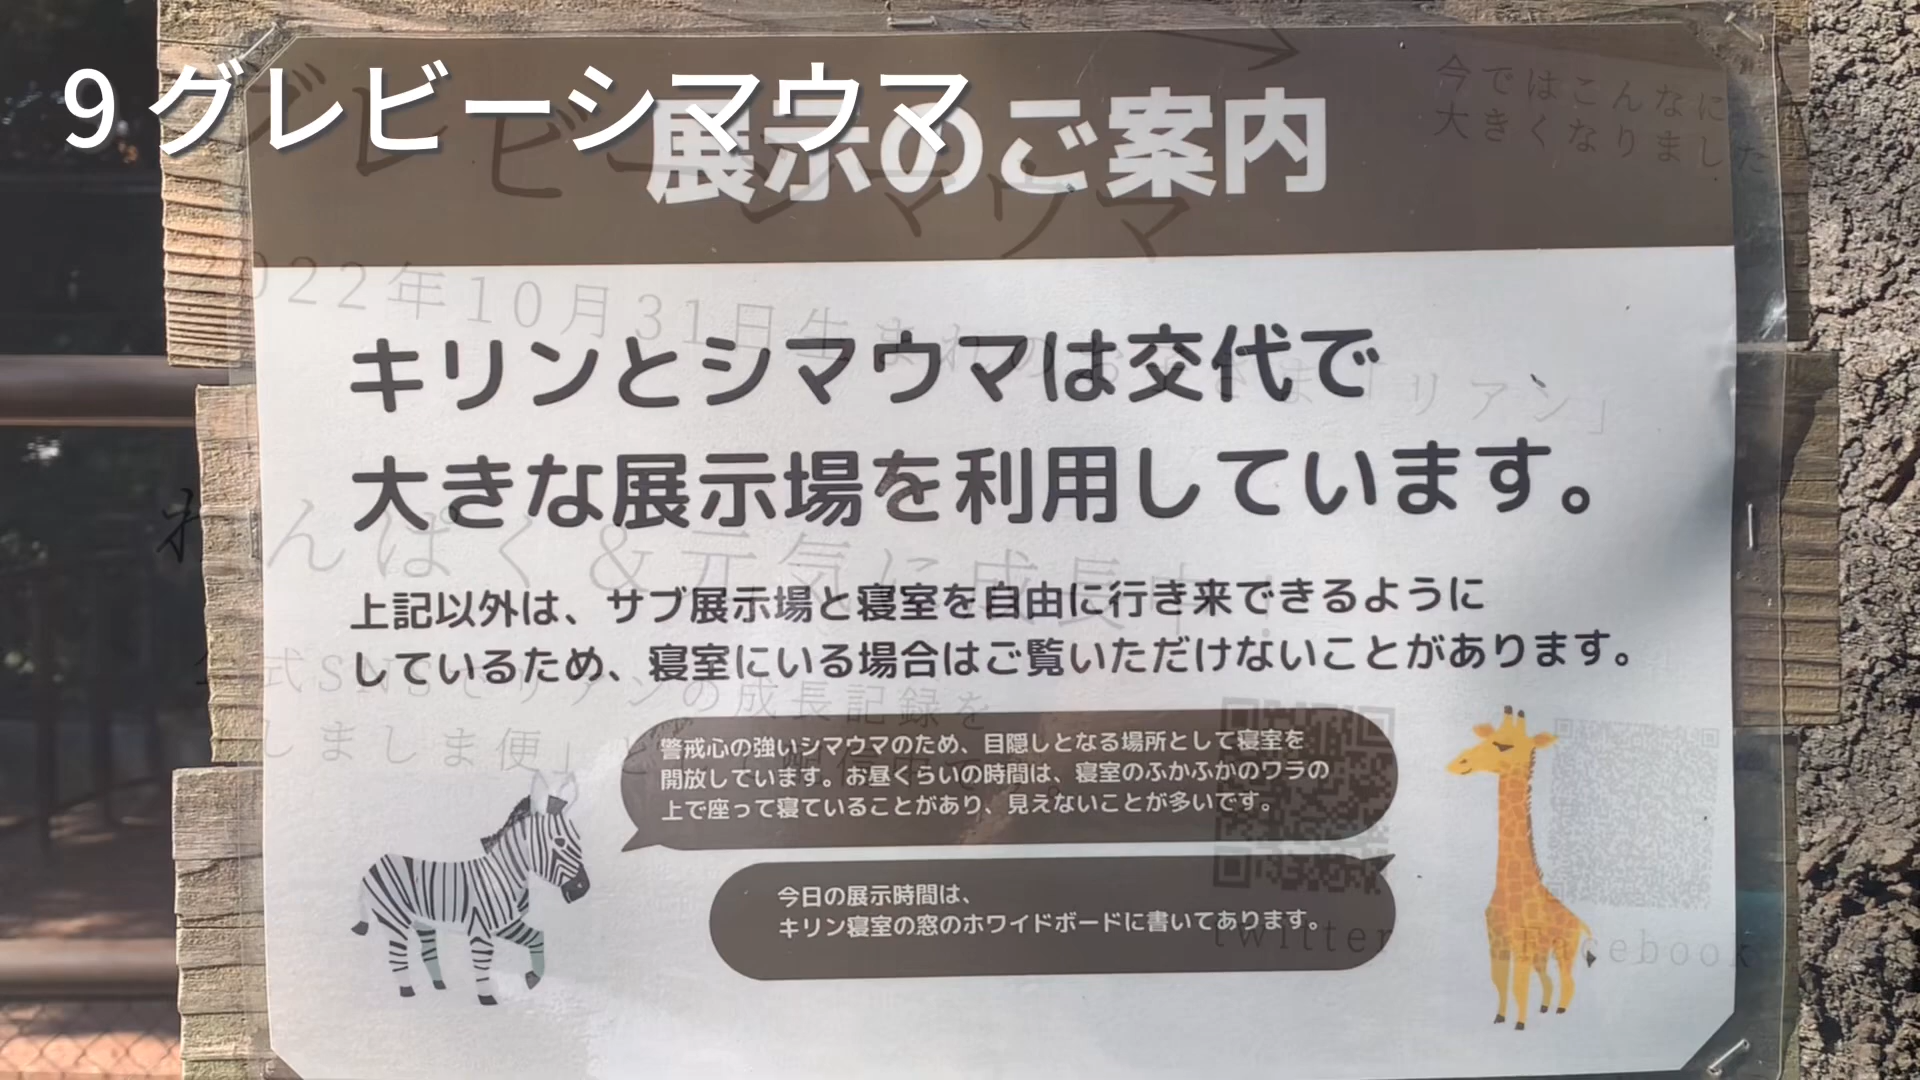 9 グレビーシマウマ
展示のご案内
今ではこんなに
大きくなりました
グレビーシマウマ
2022年10月31日生まれのお
リアン」
キリンとシマウマは交代で
大きな展示場を利用しています。
わんぱく&元気に成長中!
上記以外は、サブ展示場と寝室を自由に行き来できるように
しているため、寝室にいる場合はご覧いただけないことがあります。
式SNSでリアンの成長記録を
しましま便」
警戒心の強いシマウマのため、目隠しとなる場所として寝室を
開放しています。お昼くらいの時間は、寝室のふかふかのワラの
上で座って寝ていることがあり、見えないことが多いです。
今日の展示時間は、
キリン寝室の窓のホワイドボードに書いてあります。
twitter
Facebook